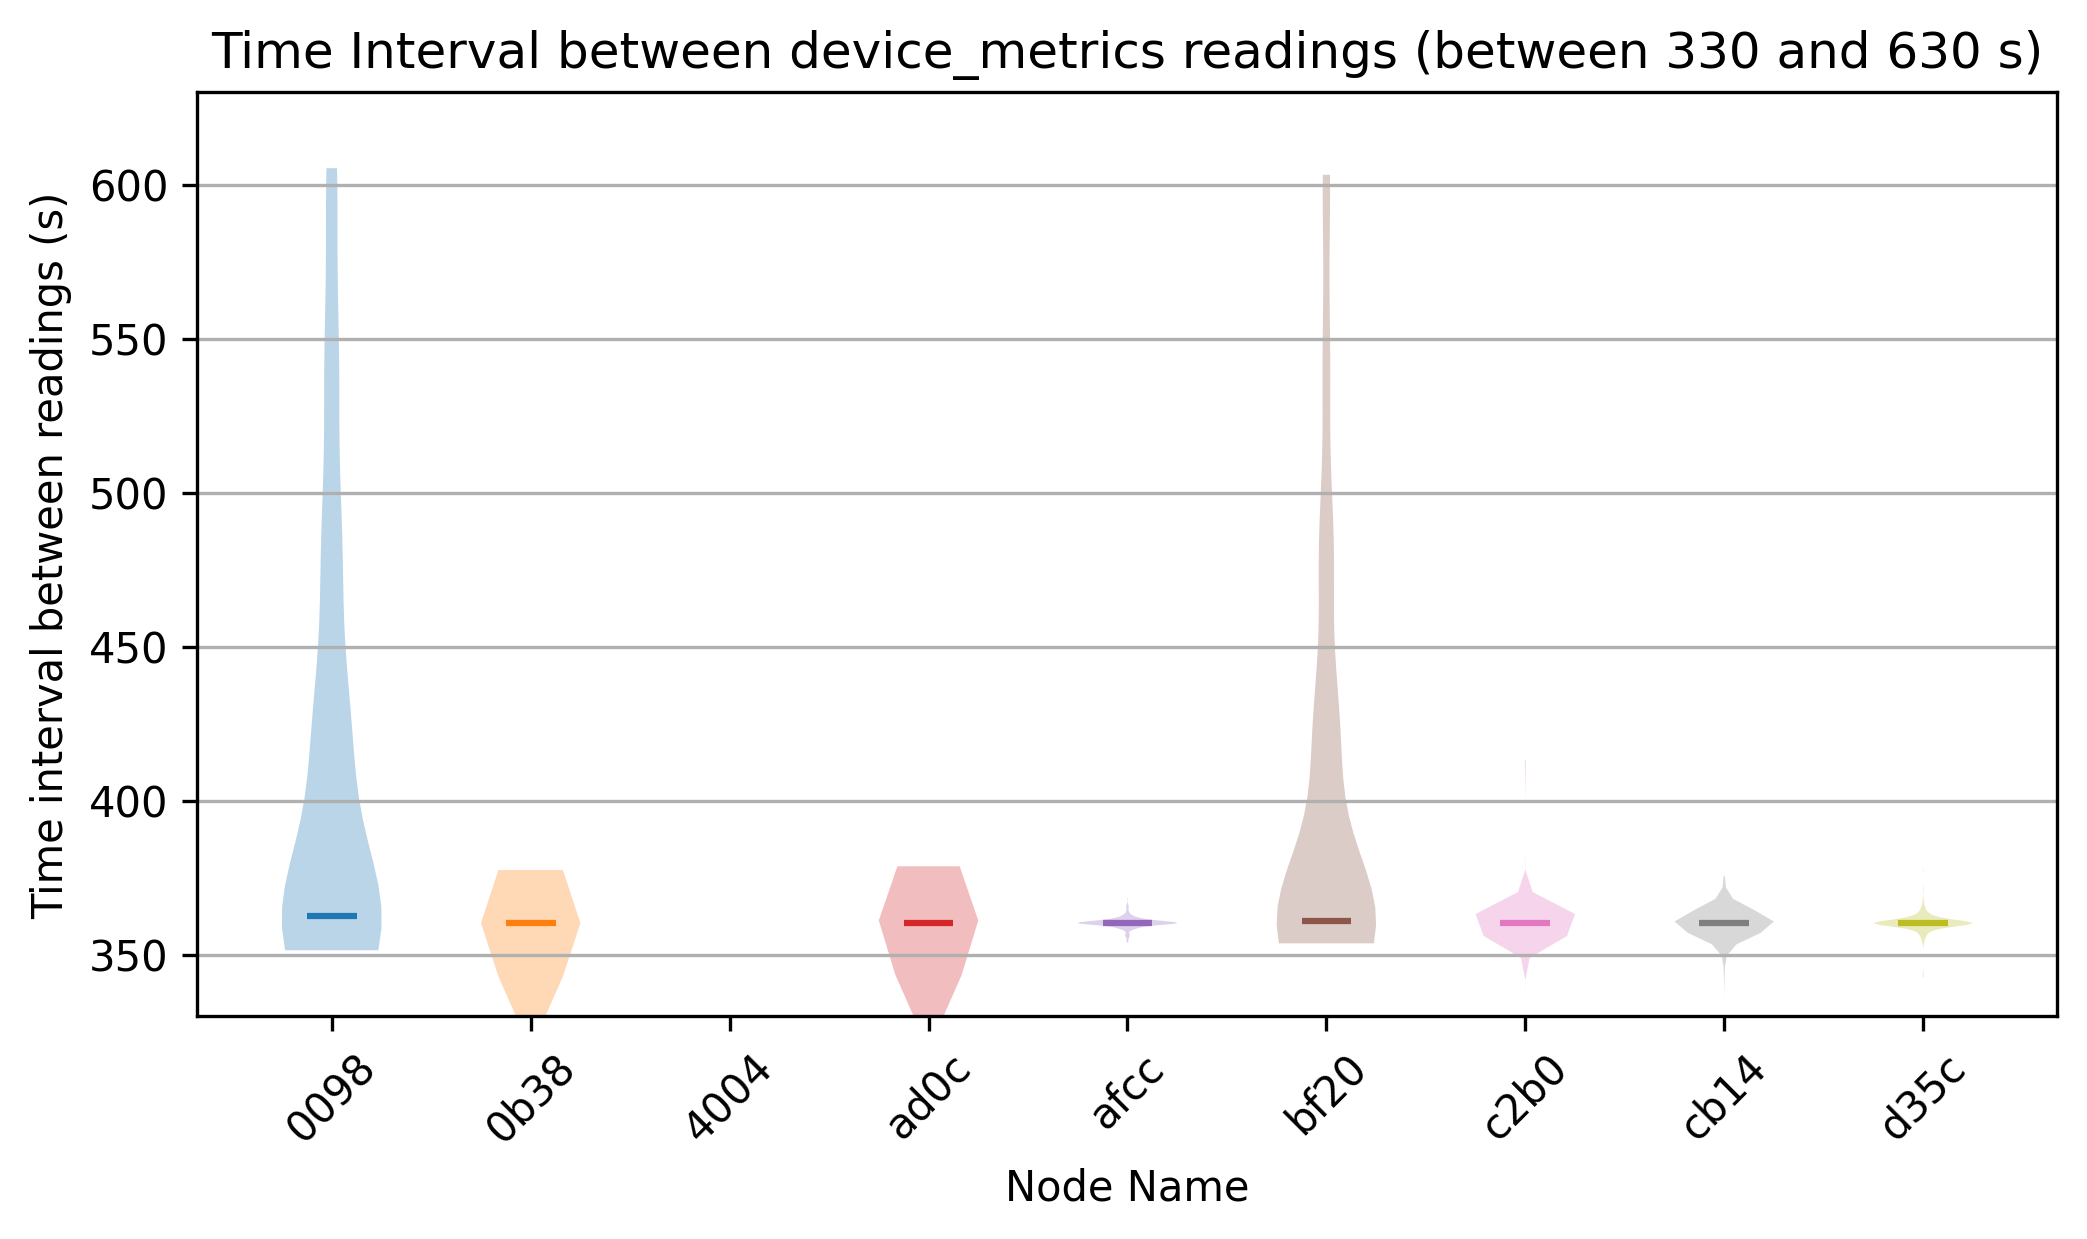 Time Interval between device_metrics readings (between 330 and 630 s)
Time interval between readings (s)
600
550
500
450
400
350
0098
0b38
4004
ad0c
afcc
bf20
c2b0
cb14
d35c
Node Name